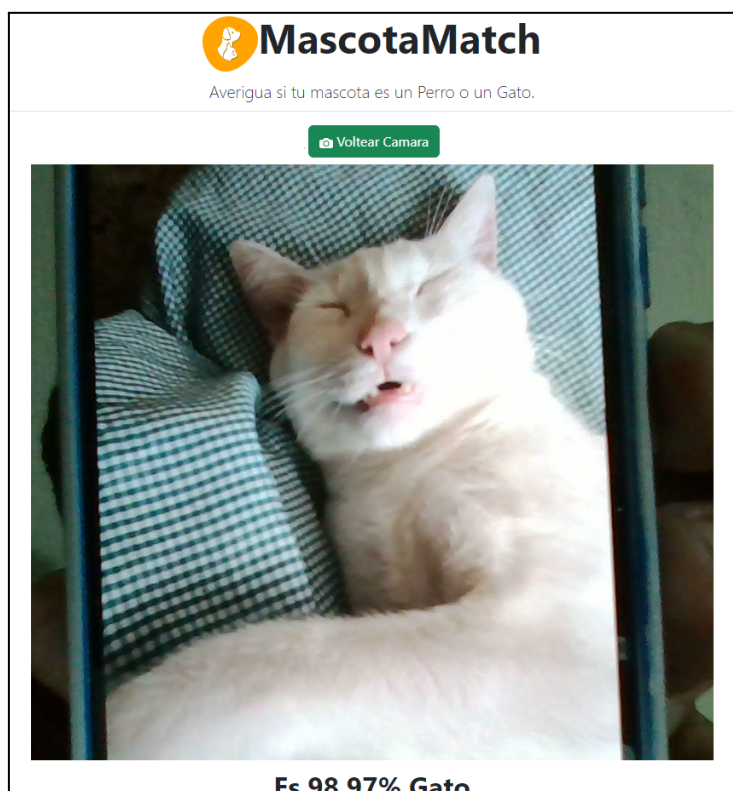 MascotaMatch
Averigua si tu mascota es un Perro o un Gato.
Voltear Camara
Es 98.97% Gato